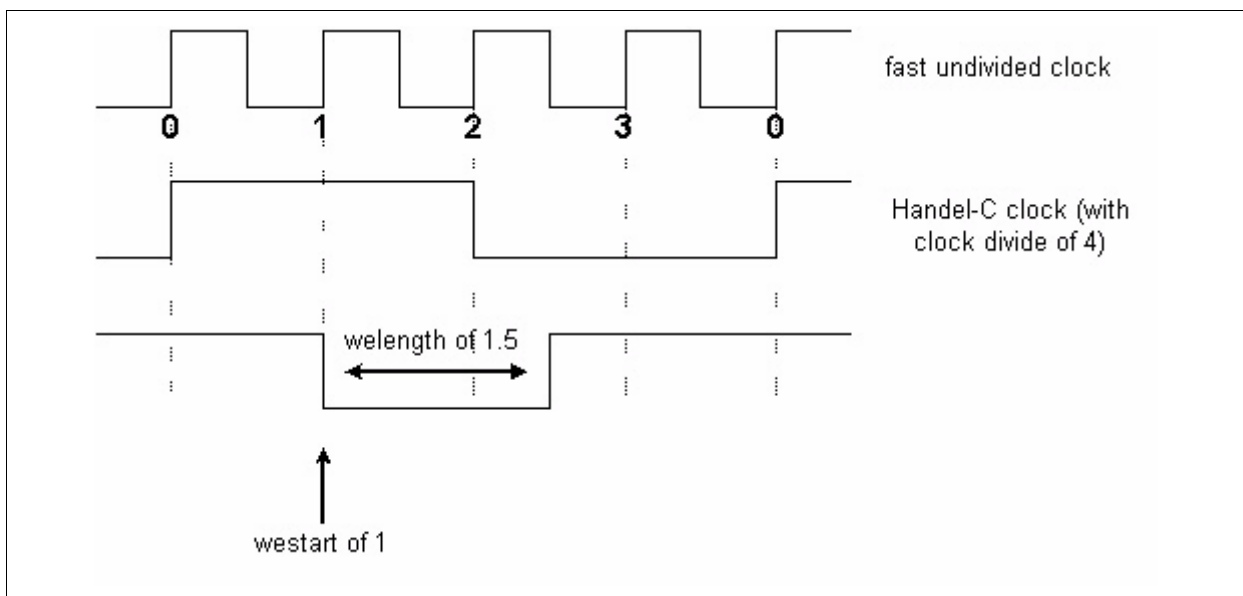 fast undivided clock
0 1 2 3 0
Handel-C clock (with
clock divide of 4)
welength of 1.5
westart of 1